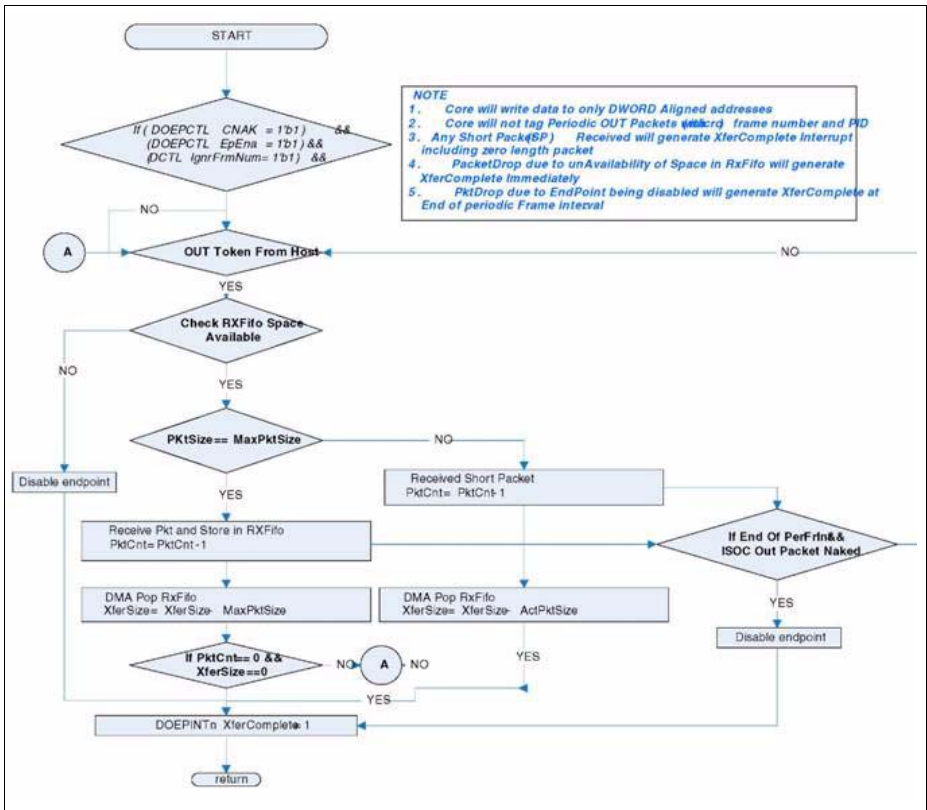 START
If ( DOEPCTL CNAK = 1'b1 ) &&
(DOEPCTL EpEna = 1'b1) &&
(DCTL IgnrFrmNum= 1'b1) &&
NOTE
1. Core will write data to only DWORD Aligned addresses
2. Core will not tag Periodic OUT Packets (micro) frame number and PID
3. Any Short Packet (SP) Received will generate XferComplete Interrupt
including zero length packet
4. PacketDrop due to unAvailability of Space in RxFifo will generate
XferComplete Immediately
5. PktDrop due to EndPoint being disabled will generate XferComplete at
End of periodic Frame interval
NO
A
OUT Token From Host
NO
YES
Check RXFifo Space
Available
NO
YES
PKtSize== MaxPktSize
NO
Disable endpoint
YES
Received Short Packet
PktCnt= PktCnt-1
Receive Pkt and Store in RXFifo
PktCnt=PktCnt-1
If End Of PerFrIn&&
ISOC Out Packet Naked
DMA Pop RxFifo
XferSize= XferSize- MaxPktSize
DMA Pop RxFifo
XferSize= XferSize- ActPktSize
YES
Disable endpoint
If PktCnt== 0 &&
XferSize==0
NO
A
NO
YES
YES
DOEPINTn XferComplete=1
return